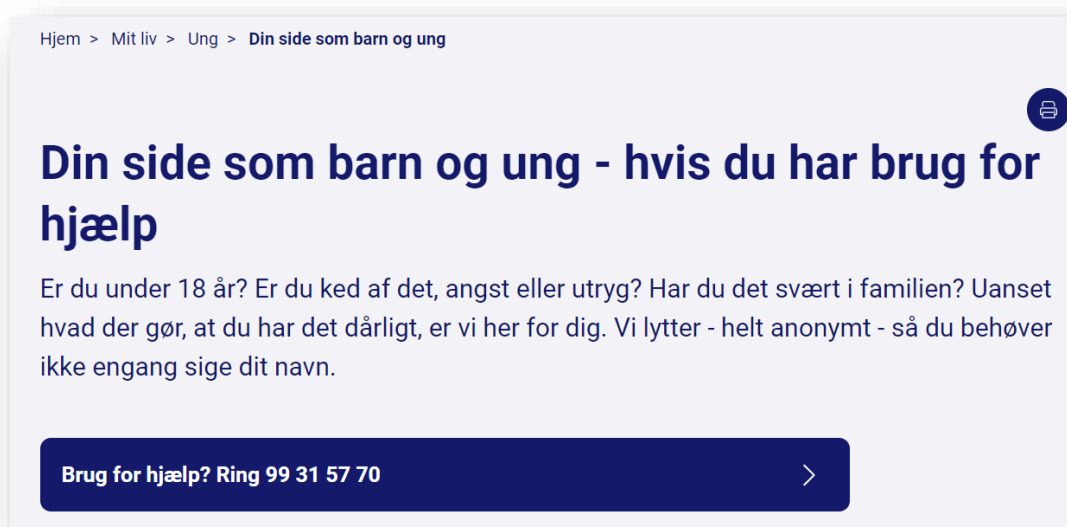 Hjem > Mit liv > Ung > Din side som barn og ung
Din side som barn og ung - hvis du har brug for
hjælp
Er du under 18 år? Er du ked af det, angst eller utryg? Har du det svært i familien? Uanset
hvad der gør, at du har det dårligt, er vi her for dig. Vi lytter - helt anonymt - så du behøver
ikke engang sige dit navn.
Brug for hjælp? Ring 99 31 57 70